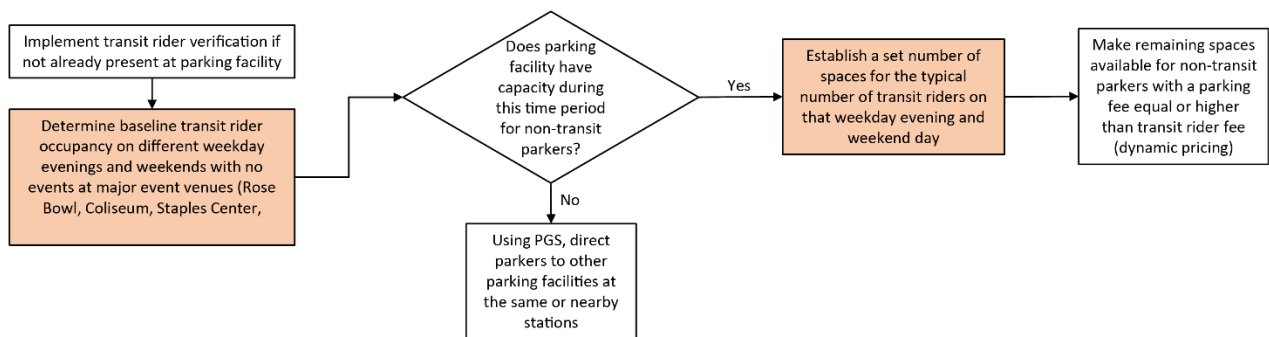 Implement transit rider verification if
not already present at parking facility
Determine baseline transit rider
occupancy on different weekday
evenings and weekends with no
events at major event venues (Rose
Bowl, Coliseum, Staples Center,
Does parking
facility have
capacity during
this time period
for non-transit
parkers?
Yes
No
Using PGS, direct
parkers to other
parking facilities at
the same or nearby
stations
Establish a set number of
spaces for the typical
number of transit riders on
that weekday evening and
weekend day
Make remaining spaces
available for non-transit
parkers with a parking
fee equal or higher
than transit rider fee
(dynamic pricing)